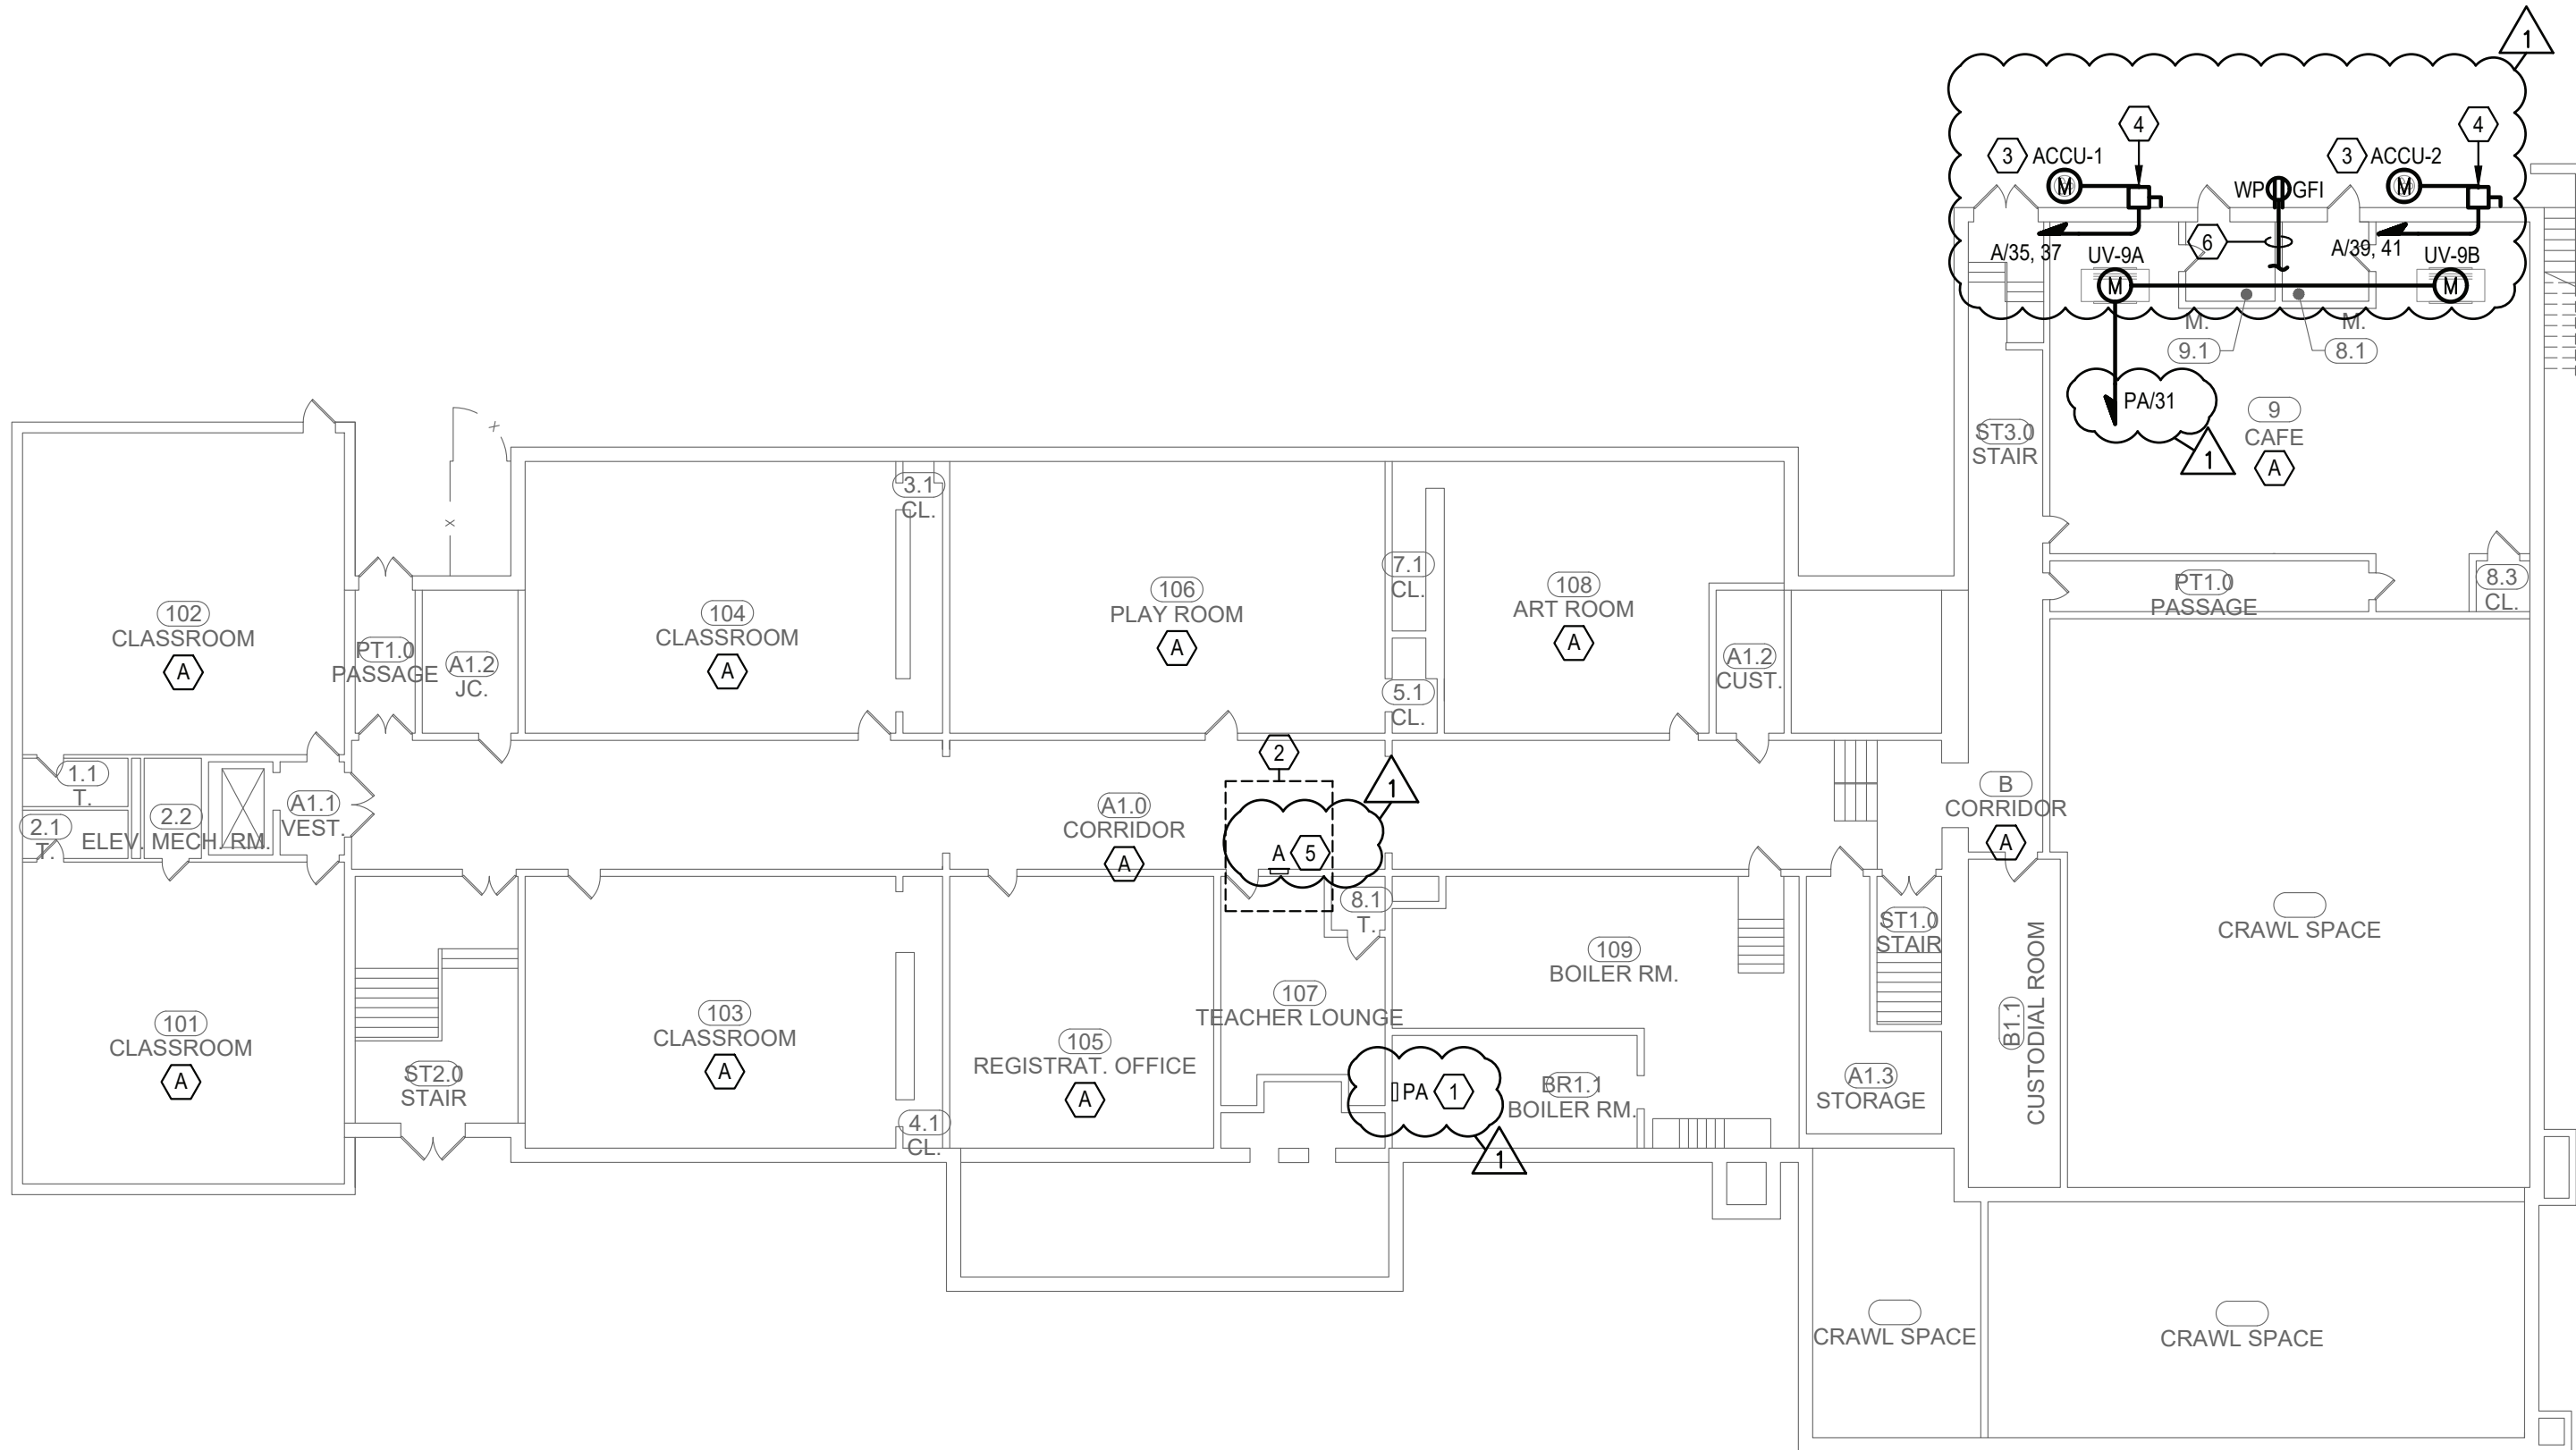 1
4
4
3 ACCU-1
3 ACCU-2
WP GFI
A/35, 37
6
A/39, 41
UV-9A
UV-9B
M
M
M
M
M.
M.
9.1
8.1
PA/31
1
9
CAFE
A
ST3.0
STAIR
3.1
CL.
7.1
CL.
102
CLASSROOM
A
104
CLASSROOM
A
106
PLAY ROOM
A
108
ART ROOM
A
PT1.0
PASSAGE
8.3
CL.
PT1.0
PASSAGE
A1.2
JC.
5.1
CL.
A1.2
CUST.
X
X
2
1
1.1
T.
2.1
T.
2.2
ELEV. MECH. RM.
A1.1
VEST.
A1.0
CORRIDOR
A
A 5
B
CORRIDOR
A
8.1
T.
ST1.0
STAIR
CRAWL SPACE
109
BOILER RM.
107
TEACHER LOUNGE
101
CLASSROOM
A
103
CLASSROOM
A
105
REGISTRAT. OFFICE
A
ST2.0
STAIR
PA 1
1
BR1.1
BOILER RM.
A1.3
STORAGE
B1.1
CUSTODIAL ROOM
4.1
CL.
CRAWL SPACE
CRAWL SPACE